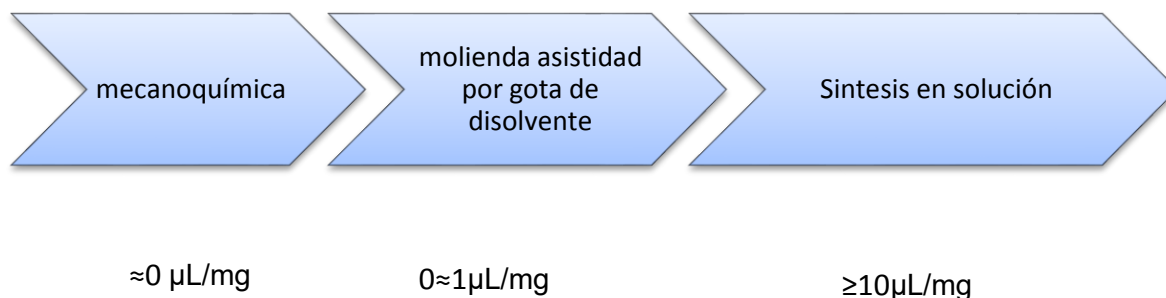 mecanoquímica
molienda asistidad
por gota de
disolvente
Sintesis en solución
≈0 µL/mg
0≈1µL/mg
≥10µL/mg